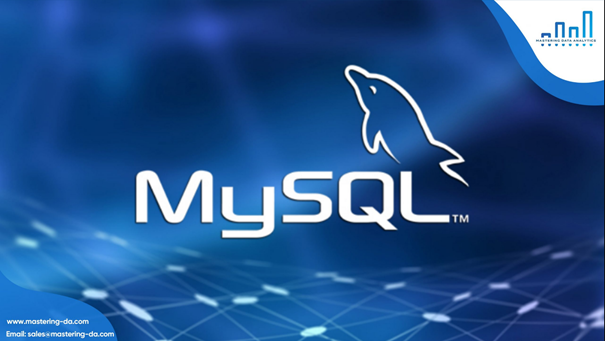 MASTERING DATA ANALYTICS
MySQL™
www.mastering-da.com
Email: sales@mastering-da.com